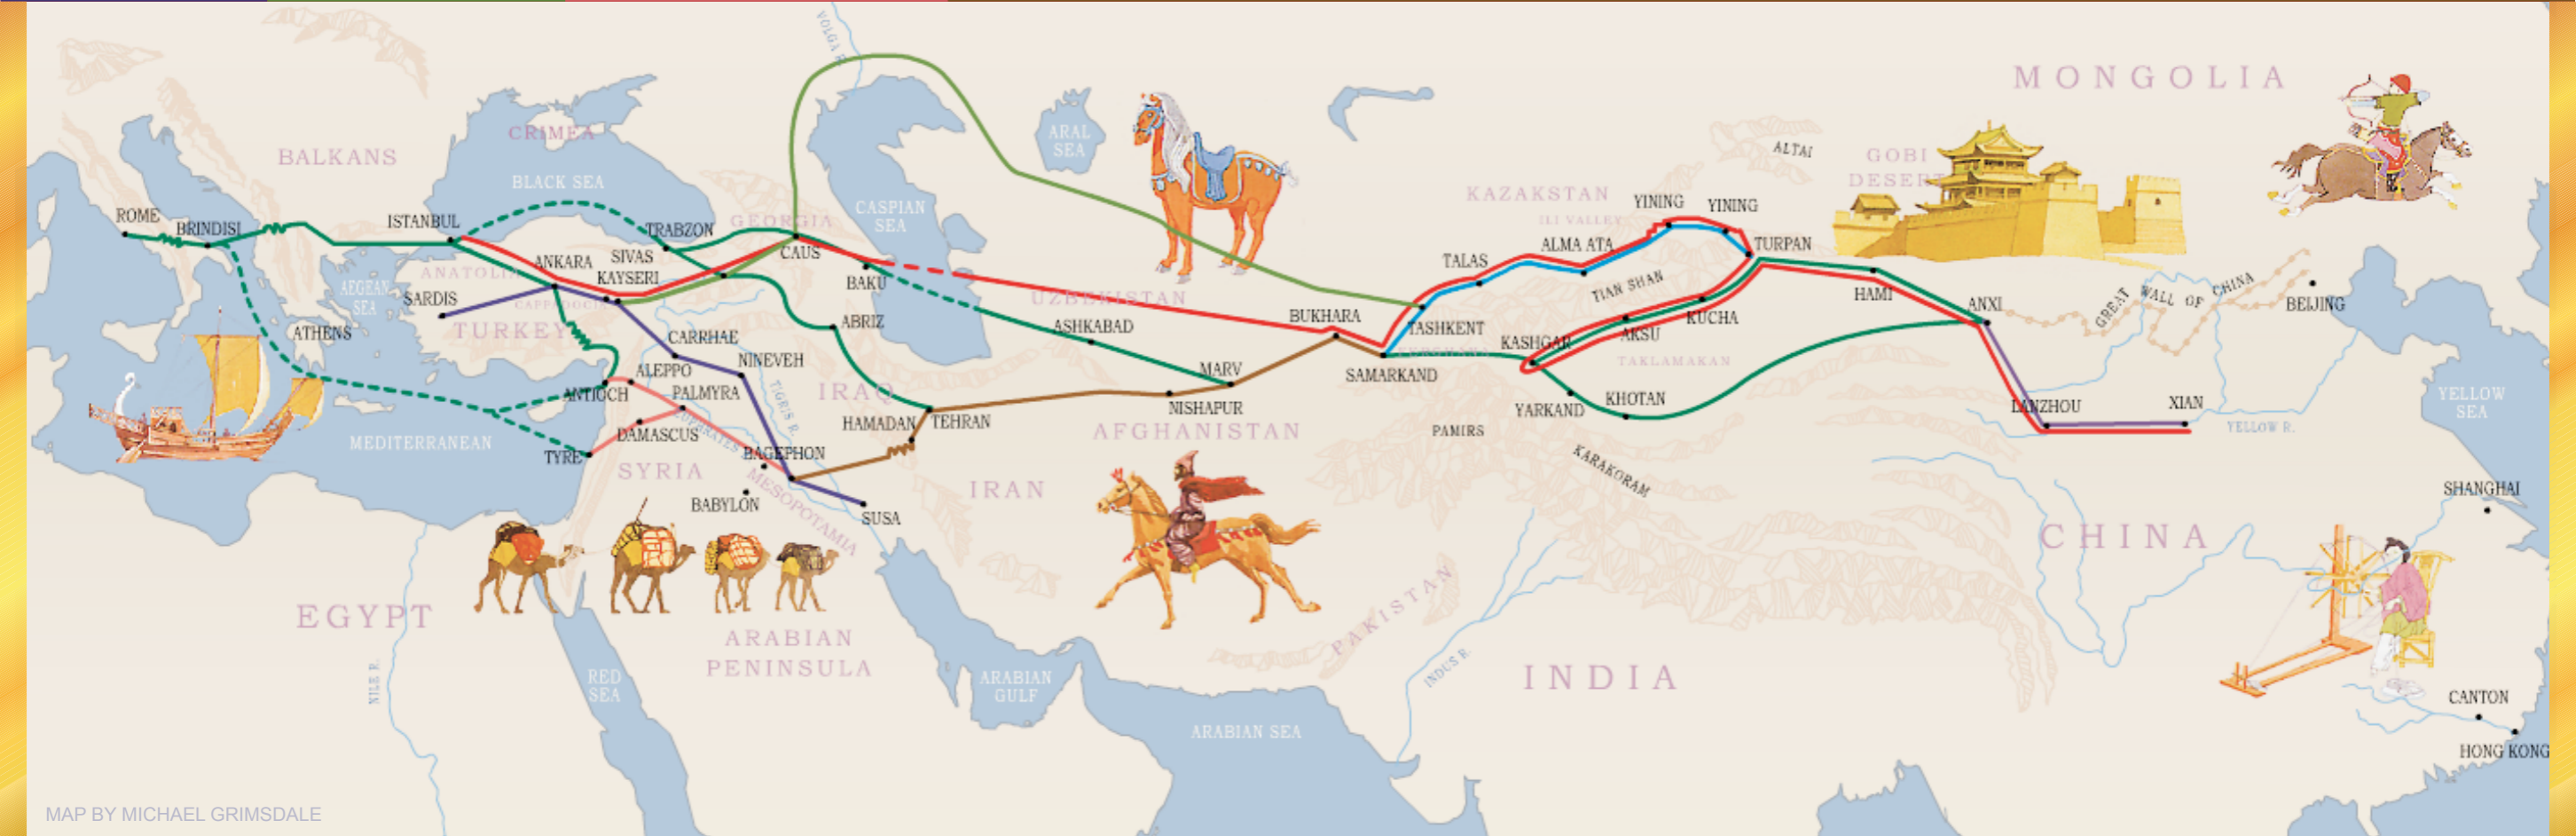 VOLGA R.
MONGOLIA
CRIMEA
BALKANS
BLACK SEA
ARAL
SEA
ALTAI
GOBI
DESERT
KAZAKSTAN
ILI VALLEY
YINING
YINING
ROME
BRINDISI
ISTANBUL
TRABZON
GEORGIA
CASPIAN
SEA
CAUS
BAKU
ANKARA
SIVAS
KAYSERI
ANATOLIA
CAPPADOCIA
AEGEAN
SEA
SARDIS
TURKEY
ATHENS
UZBEKISTAN
TALAS
ALMA ATA
TURPAN
TIAN SHAN
HAMI
ANXI
GREAT WALL OF CHINA
BEIJING
CARRHAE
NINEVEH
ABRIZ
ASHKABAD
BUKHARA
TASHKENT
KASHGAR
AKSU
KUCHA
TAKLAMAKAN
ALEPPO
ANTIOCH
PALMYRA
TIGRIS R.
IRAQ
MARV
SAMARKAND
NISHAPUR
HAMADAN
TEHRAN
YARKAND
KHOTAN
LANZHOU
XIAN
YELLOW
SEA
YELLOW R.
MEDITERRANEAN
DAMASCUS
EUPHRATES R.
TYRE
BAGEPHON
SYRIA
MESOPOTAMIA
BABYLON
SUSA
AFGHANISTAN
PAMIRS
KARAKORAM
IRAN
SHANGHAI
CHINA
EGYPT
ARABIAN
PENINSULA
PAKISTAN
NILE R.
RED
SEA
ARABIAN
GULF
INDUS R.
INDIA
CANTON
ARABIAN SEA
HONG KONG
MAP BY MICHAEL GRIMSDALE